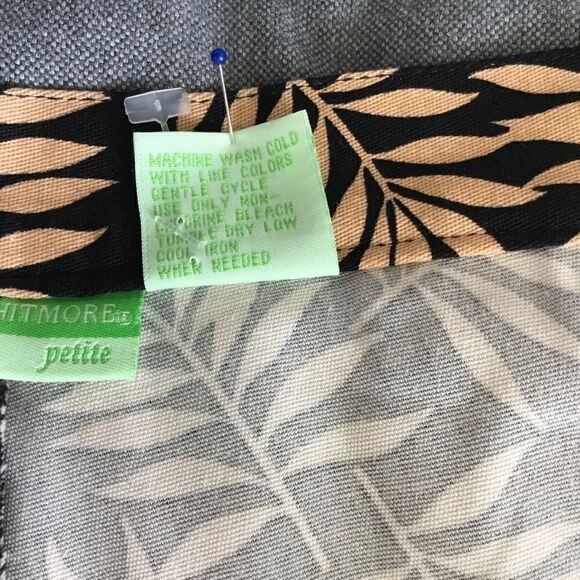 MACHINE WASH COLD
WITH LIKE COLORS
GENTLE CYCLE
USE ONLY NON-
CHLORINE BLEACH
TUMBLE DRY LOW
COOL IRON
WHEN NEEDED
HITMORE®
petite